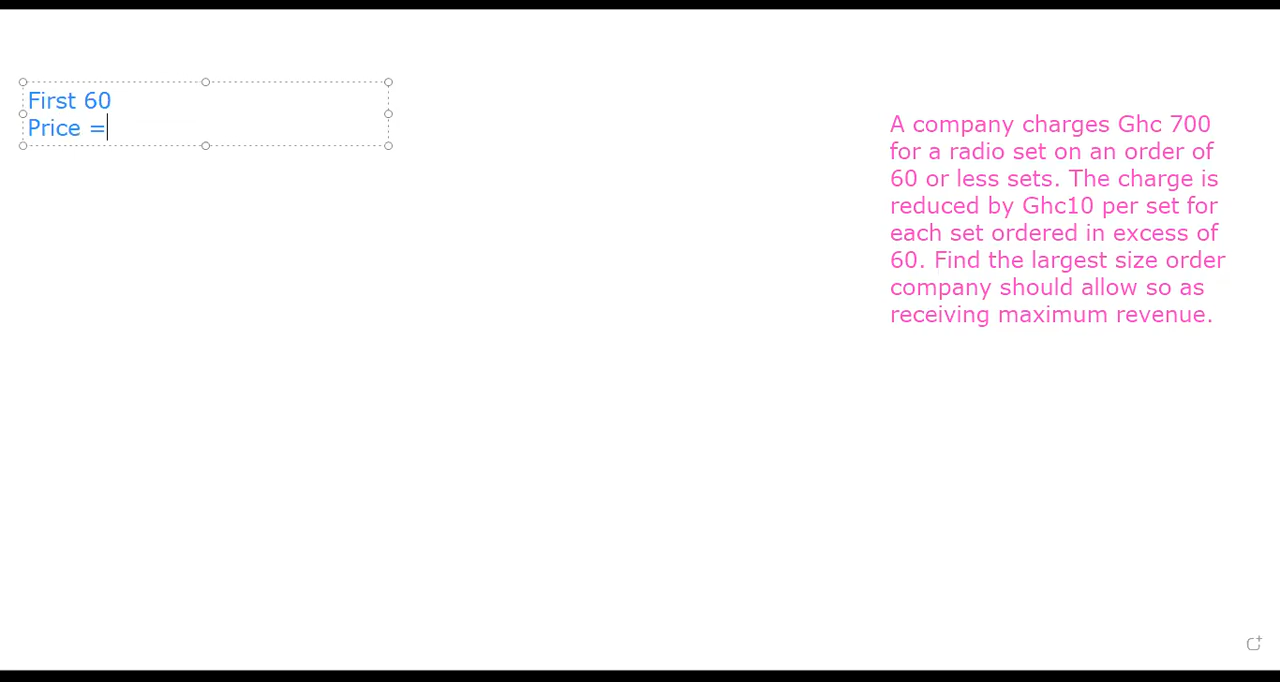 First 60
Price =
A company charges Ghc 700
for a radio set on an order of
60 or less sets. The charge is
reduced by Ghc10 per set for
each set ordered in excess of
60. Find the largest size order
company should allow so as
receiving maximum revenue.